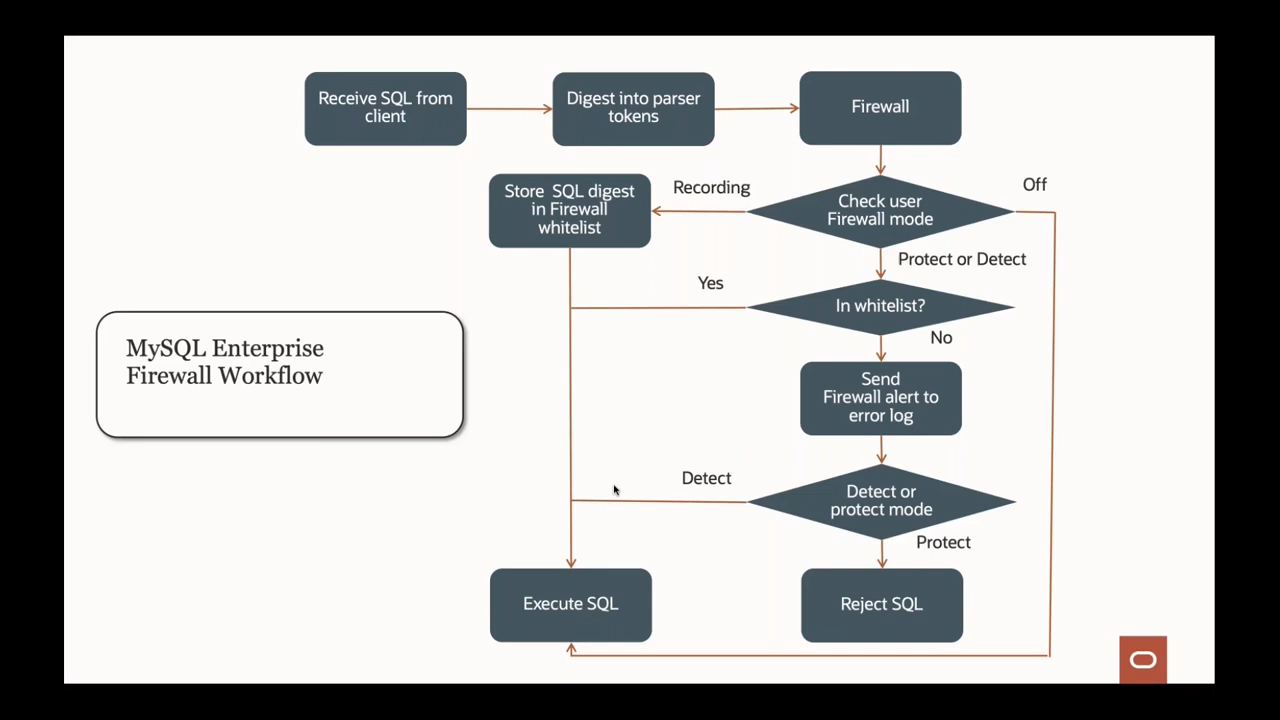 Receive SQL from
client
Digest into parser
tokens
Firewall
Store SQL digest
in Firewall
whitelist
Recording
Check user
Firewall mode
Off
Protect or Detect
Yes
In whitelist?
No
MySQL Enterprise
Firewall Workflow
Send
Firewall alert to
error log
Detect
Detect or
protect mode
Protect
Execute SQL
Reject SQL